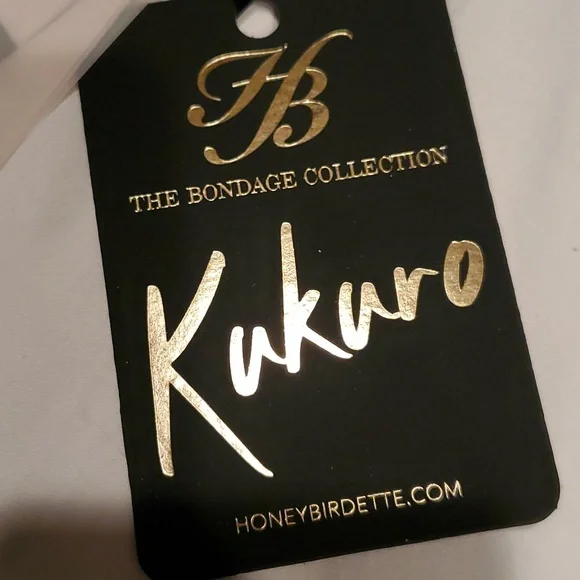 HB
THE BONDAGE COLLECTION
Kukuro
HONEYBIRDETTE.COM